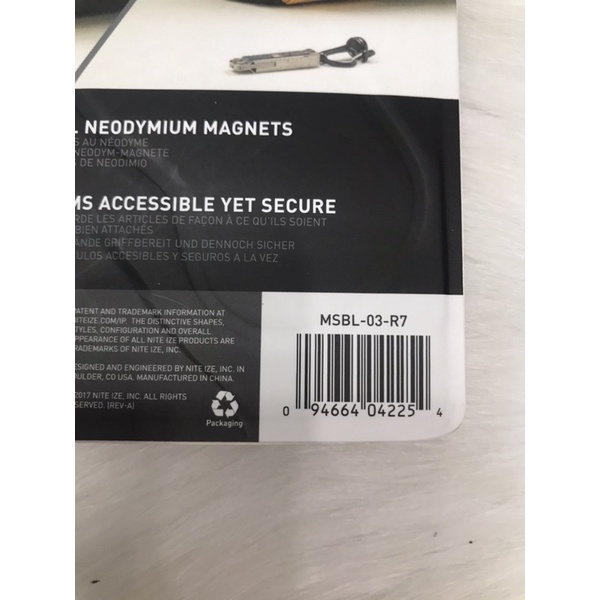 L NEODYMIUM MAGNETS
S AU NÉODYME
NEODYM-MAGNETE
S DE NEODIMIO
MS ACCESSIBLE YET SECURE
RDE LES ARTICLES DE FAÇON À CE QU'ILS SOIENT
BIEN ATTACHÉS
ANDE GRIFFBEREIT UND DENNOCH SICHER
ULOS ACCESIBLES Y SEGUROS A LA VEZ
PATENT AND TRADEMARK INFORMATION AT
NITEIZE.COM/IP. THE DISTINCTIVE SHAPES,
STYLES, CONFIGURATION AND OVERALL
APPEARANCE OF ALL NITE IZE PRODUCTS ARE
RADEMARKS OF NITE IZE, INC.
ESIGNED AND ENGINEERED BY NITE IZE, INC. IN
ULDER, CO USA. MANUFACTURED IN CHINA.
2017 NITE IZE, INC. ALL RIGHTS
SERVED. (REV-A)
Packaging
MSBL-03-R7
0 94664 04225 4